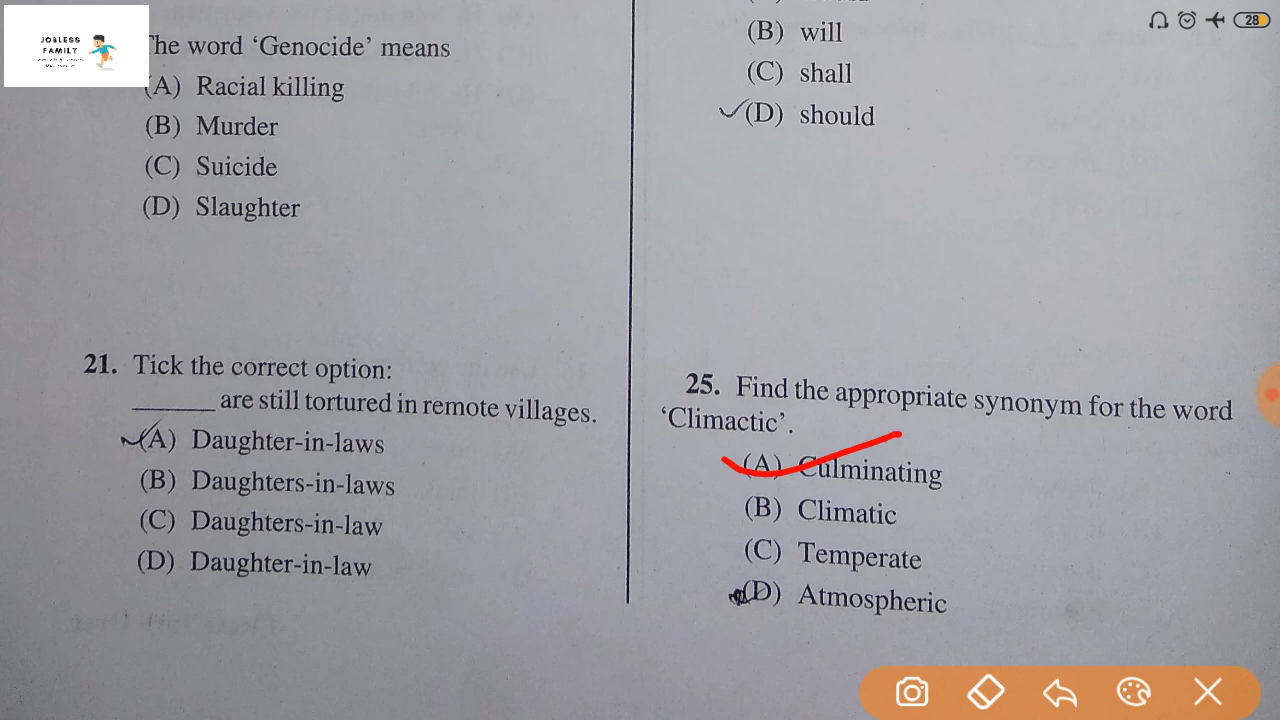 JOBLESS
FAMILY
The word ‘Genocide’ means
(A) Racial killing
(B) Murder
(C) Suicide
(D) Slaughter
21. Tick the correct option:
______ are still tortured in remote villages.
(A) Daughter-in-laws
(B) Daughters-in-laws
(C) Daughters-in-law
(D) Daughter-in-law
(B) will
(C) shall
(D) should
25. Find the appropriate synonym for the word
‘Climactic’.
(A) Culminating
(B) Climatic
(C) Temperate
(D) Atmospheric
28